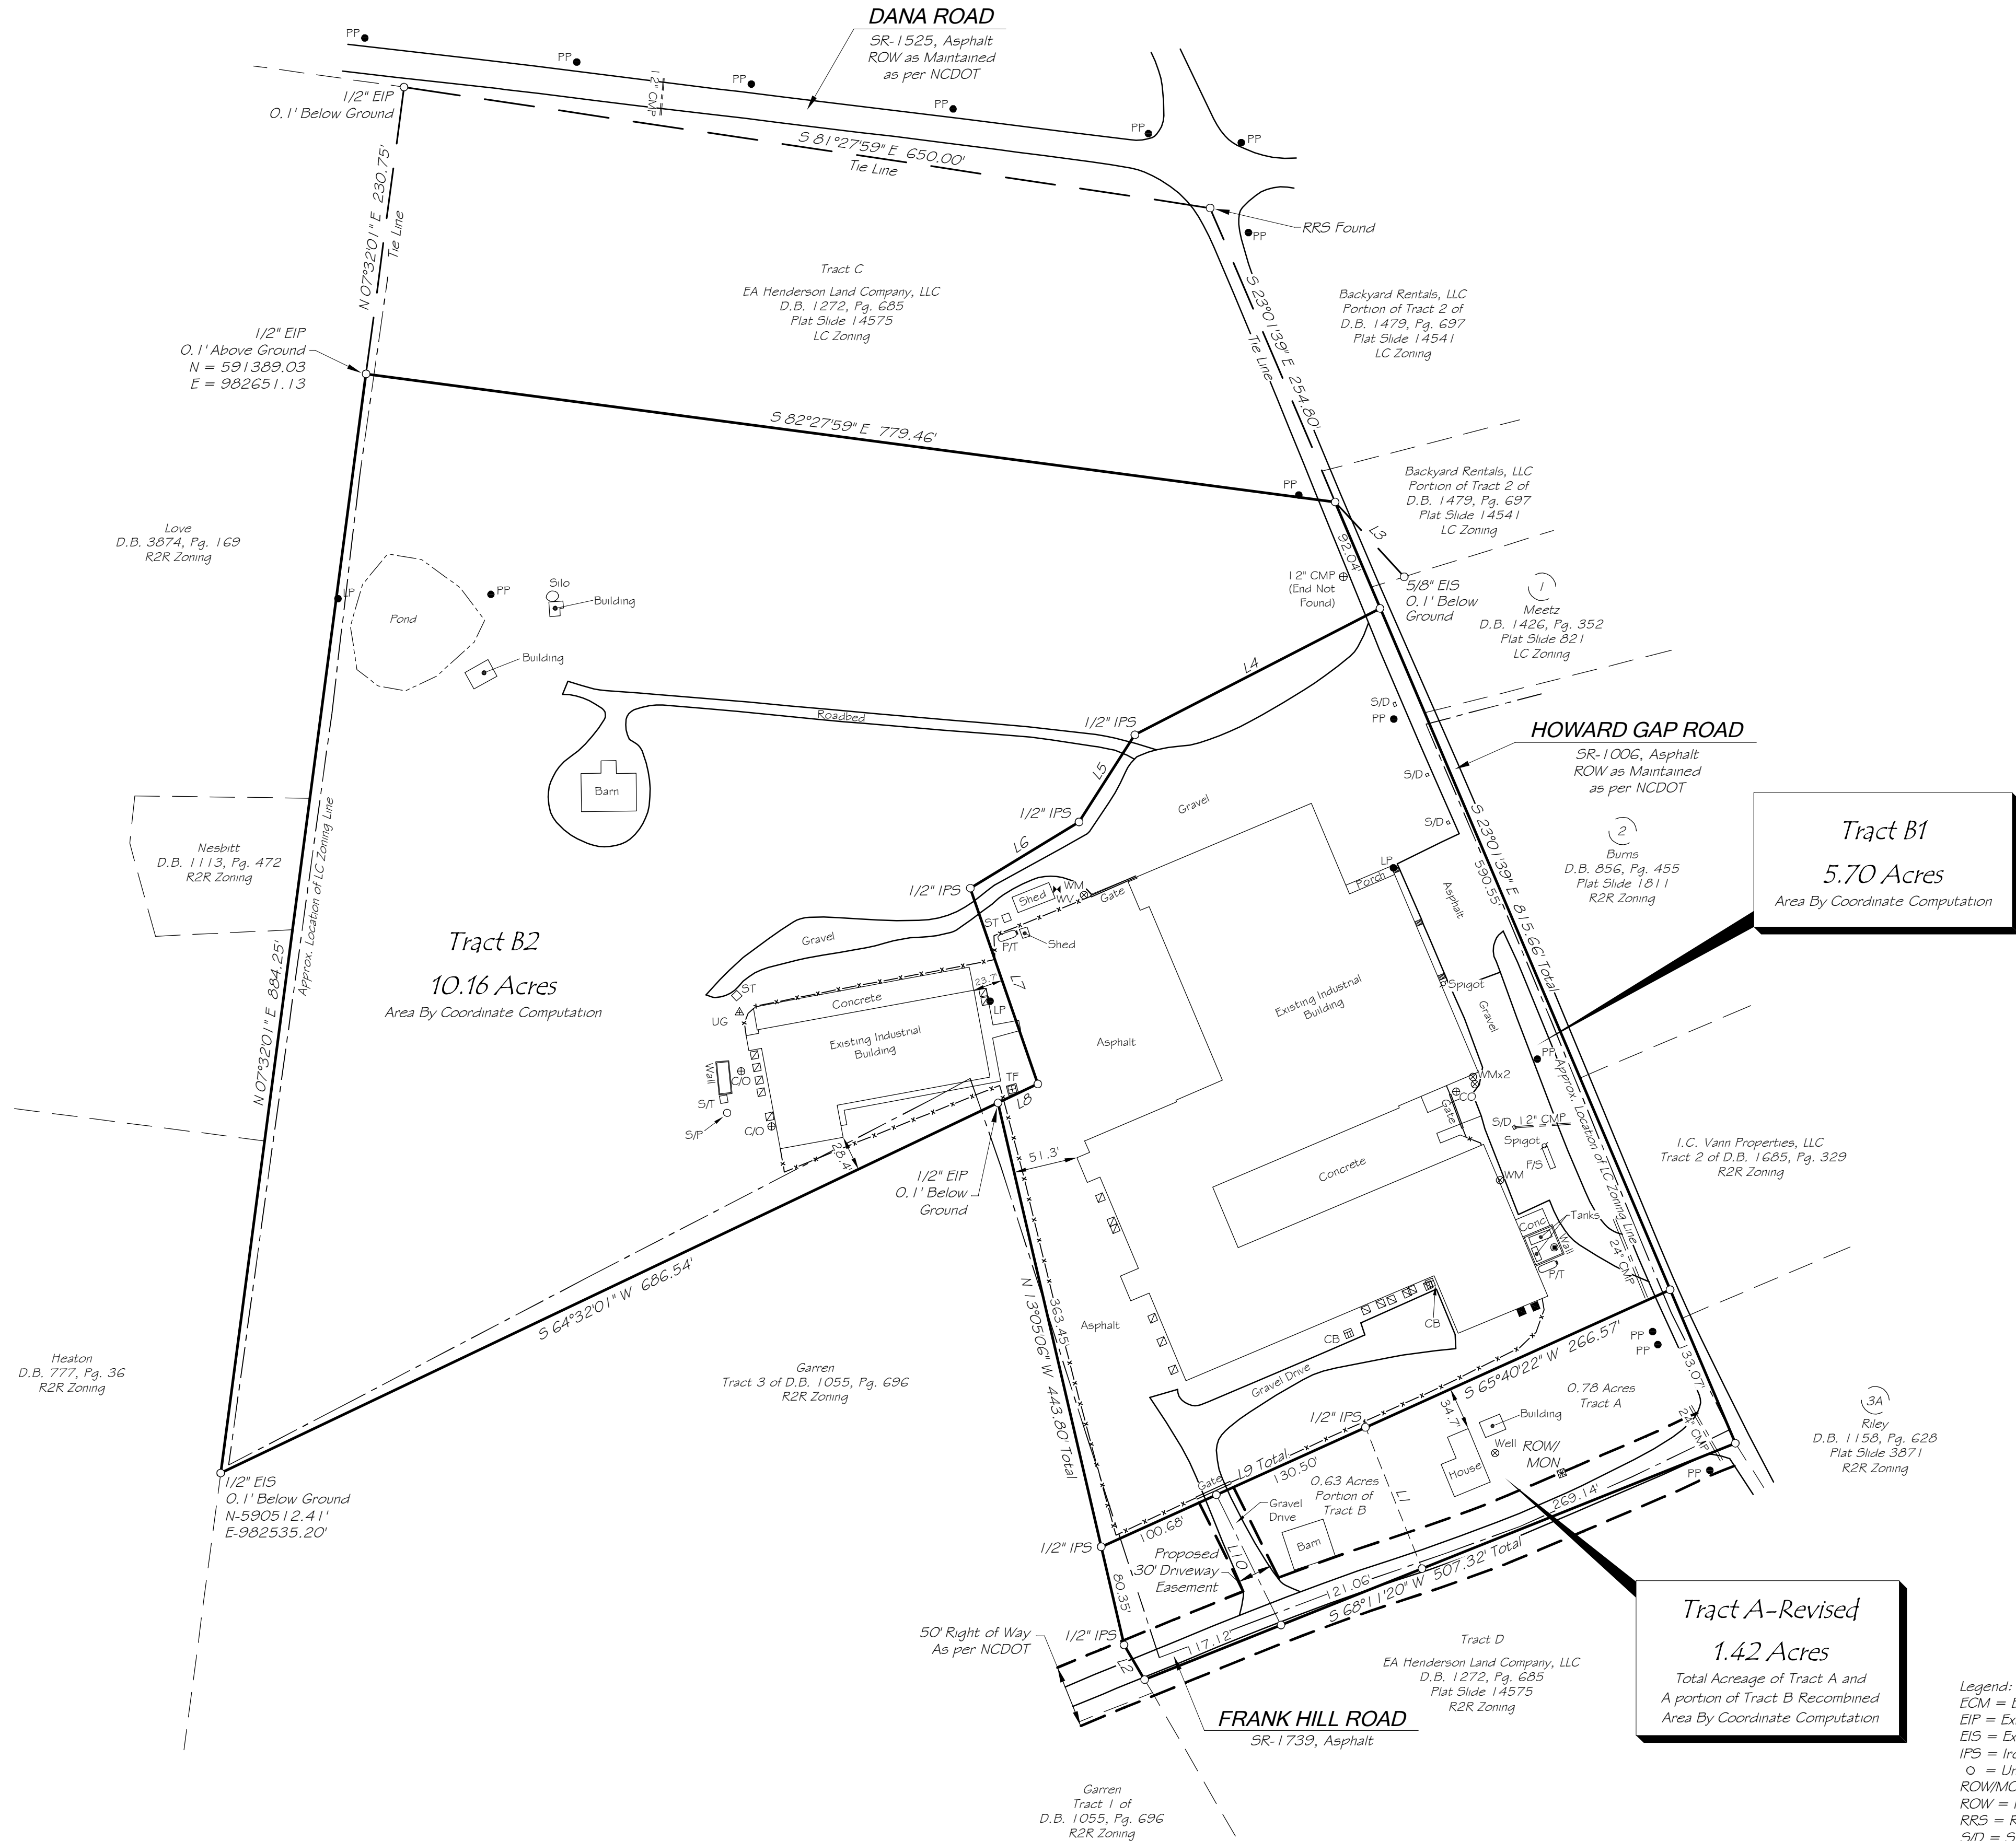 DANA ROAD
SR-1525, Asphalt
ROW as Maintained
as per NCDOT
PP
PP
PP
PP
PP
PP
PP
12" CMP
1/2" EIP
0.1' Below Ground
S 81°27'59" E 650.00'
Tie Line
RRS Found
N 07°32'01" E 230.75'
Tie Line
Tract C
EA Henderson Land Company, LLC
D.B. 1272, Pg. 685
Plat Slide 14575
LC Zoning
S 23°01'39" E 254.80'
Tie Line
Backyard Rentals, LLC
Portion of Tract 2 of
D.B. 1479, Pg. 697
Plat Slide 14541
LC Zoning
1/2" EIP
0.1' Above Ground
N = 591389.03
E = 982651.13
S 82°27'59" E 779.46'
PP
Backyard Rentals, LLC
Portion of Tract 2 of
D.B. 1479, Pg. 697
Plat Slide 14541
LC Zoning
L3
92.04'
12" CMP
(End Not
Found)
5/8" EIS
0.1' Below
Ground
1
Meetz
D.B. 1426, Pg. 352
Plat Slide 821
LC Zoning
Love
D.B. 3874, Pg. 169
R2R Zoning
LP
Pond
PP
Silo
Building
Building
L4
Roadbed
1/2" IPS
S/D
PP
HOWARD GAP ROAD
SR-1006, Asphalt
ROW as Maintained
as per NCDOT
L5
S/D
Barn
1/2" IPS
Gravel
S/D
S 23°01'39" E 815.66' Total
590.55'
2
Burns
D.B. 856, Pg. 455
Plat Slide 1811
R2R Zoning
Tract B1
5.70 Acres
Area By Coordinate Computation
Nesbitt
D.B. 1113, Pg. 472
R2R Zoning
Approx. Location of LC Zoning Line
N 07°32'01" E 884.25'
L6
1/2" IPS
LP
Porch
Asphalt
Shed
WM
WV
Gate
ST
P/T
Shed
Tract B2
10.16 Acres
Area By Coordinate Computation
Gravel
L7
23.7'
Spigot
Existing Industrial
Building
ST
Concrete
LP
Gravel
UG
Existing Industrial
Building
Asphalt
PP
Approx. Location of LC Zoning Line
Wall
C/O
TF
L8
WMx2
CO
Gate
S/T
S/P
C/O
28.4'
S/D
12" CMP
Spigot
F/S
I.C. Vann Properties, LLC
Tract 2 of D.B. 1685, Pg. 329
R2R Zoning
51.3'
1/2" EIP
0.1' Below
Ground
Concrete
WM
Tanks
Conc.
Wall
P/T
24" CMP
S 64°32'01" W 686.54'
N 13°05'06" W 443.80' Total
363.45'
Asphalt
CB
CB
PP
PP
133.07'
Heaton
D.B. 777, Pg. 36
R2R Zoning
Garren
Tract 3 of D.B. 1055, Pg. 696
R2R Zoning
Gravel Drive
S 65°40'22" W 266.57'
0.78 Acres
Tract A
34.7'
Building
1/2" IPS
Well
ROW/
MON
24" CMP
3A
Riley
D.B. 1158, Pg. 628
Plat Slide 3871
R2R Zoning
House
L9 Total
130.50'
Gate
0.63 Acres
Portion of
Tract B
L1
PP
1/2" EIS
0.1' Below Ground
N-590512.41'
E-982535.20'
Gravel
Drive
269.14'
100.68'
1/2" IPS
Barn
Proposed
30' Driveway
Easement
L10
S 68°11'20" W 507.32' Total
121.06'
80.35'
Tract A-Revised
1.42 Acres
Total Acreage of Tract A and
A portion of Tract B Recombined
Area By Coordinate Computation
50' Right of Way
As per NCDOT
1/2" IPS
L2
117.12'
Tract D
EA Henderson Land Company, LLC
D.B. 1272, Pg. 685
Plat Slide 14575
R2R Zoning
FRANK HILL ROAD
SR-1739, Asphalt
Garren
Tract 1 of
D.B. 1055, Pg. 696
R2R Zoning
Legend:
ECM =
EIP =
EIS =
IPS =
=
ROW/MO
ROW =
RRS =
S/D =